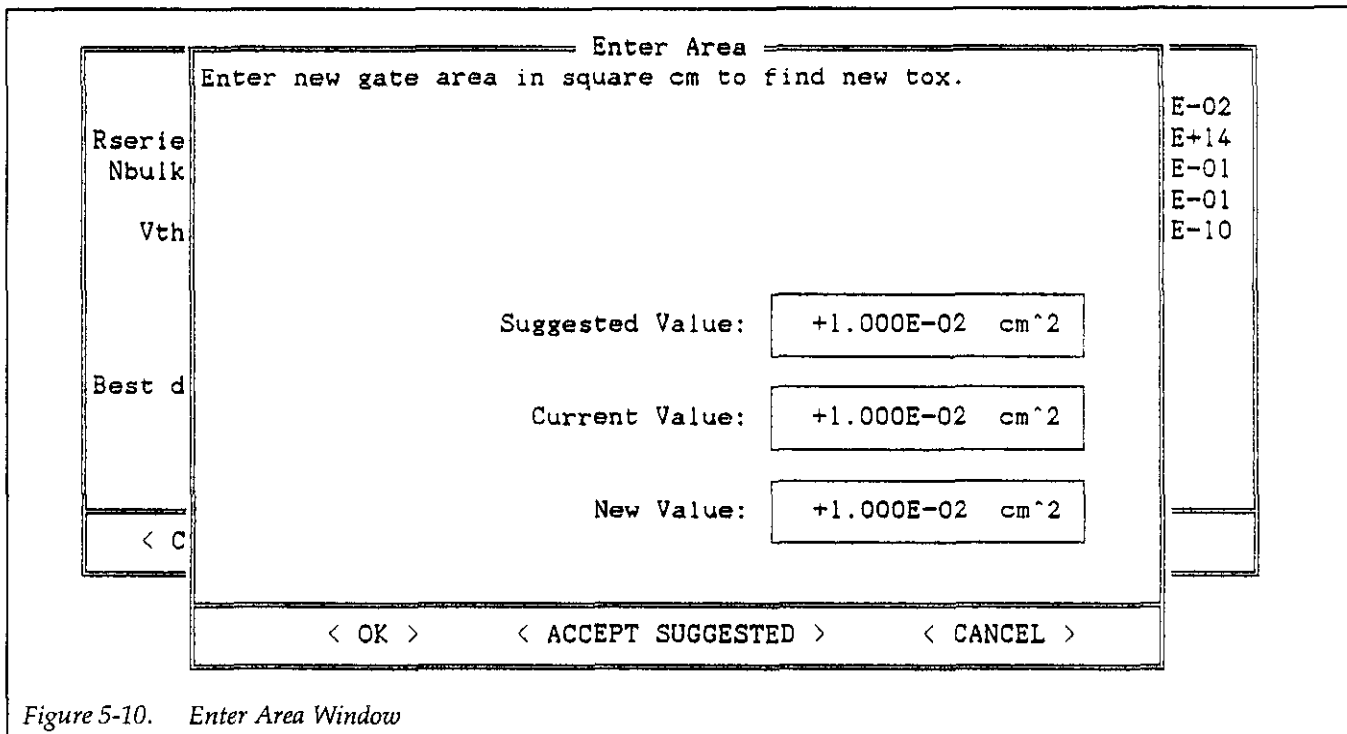 Enter Area
Enter new gate area in square cm to find new tox.
E-02
Rserie E+14
Nbulk E-01
E-01
Vth E-10
Suggested Value: +1.000E-02 cm^2
Best d
Current Value: +1.000E-02 cm^2
New Value: +1.000E-02 cm^2
< C
< OK > < ACCEPT SUGGESTED > < CANCEL >
Figure 5-10. Enter Area Window